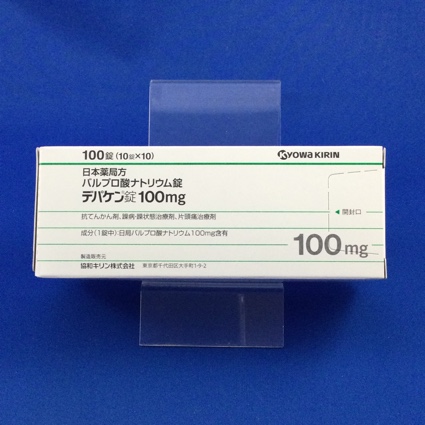 100錠(10錠×10)
KYOWA KIRIN
日本薬局方
バルプロ酸ナトリウム錠
デパケン錠100mg
抗てんかん剤、躁病・躁状態治療剤、片頭痛治療剤
◀開封口
成分(1錠中):日局バルプロ酸ナトリウム100mg含有
100mg
製造販売元
協和キリン株式会社 東京都千代田区大手町1-9-2